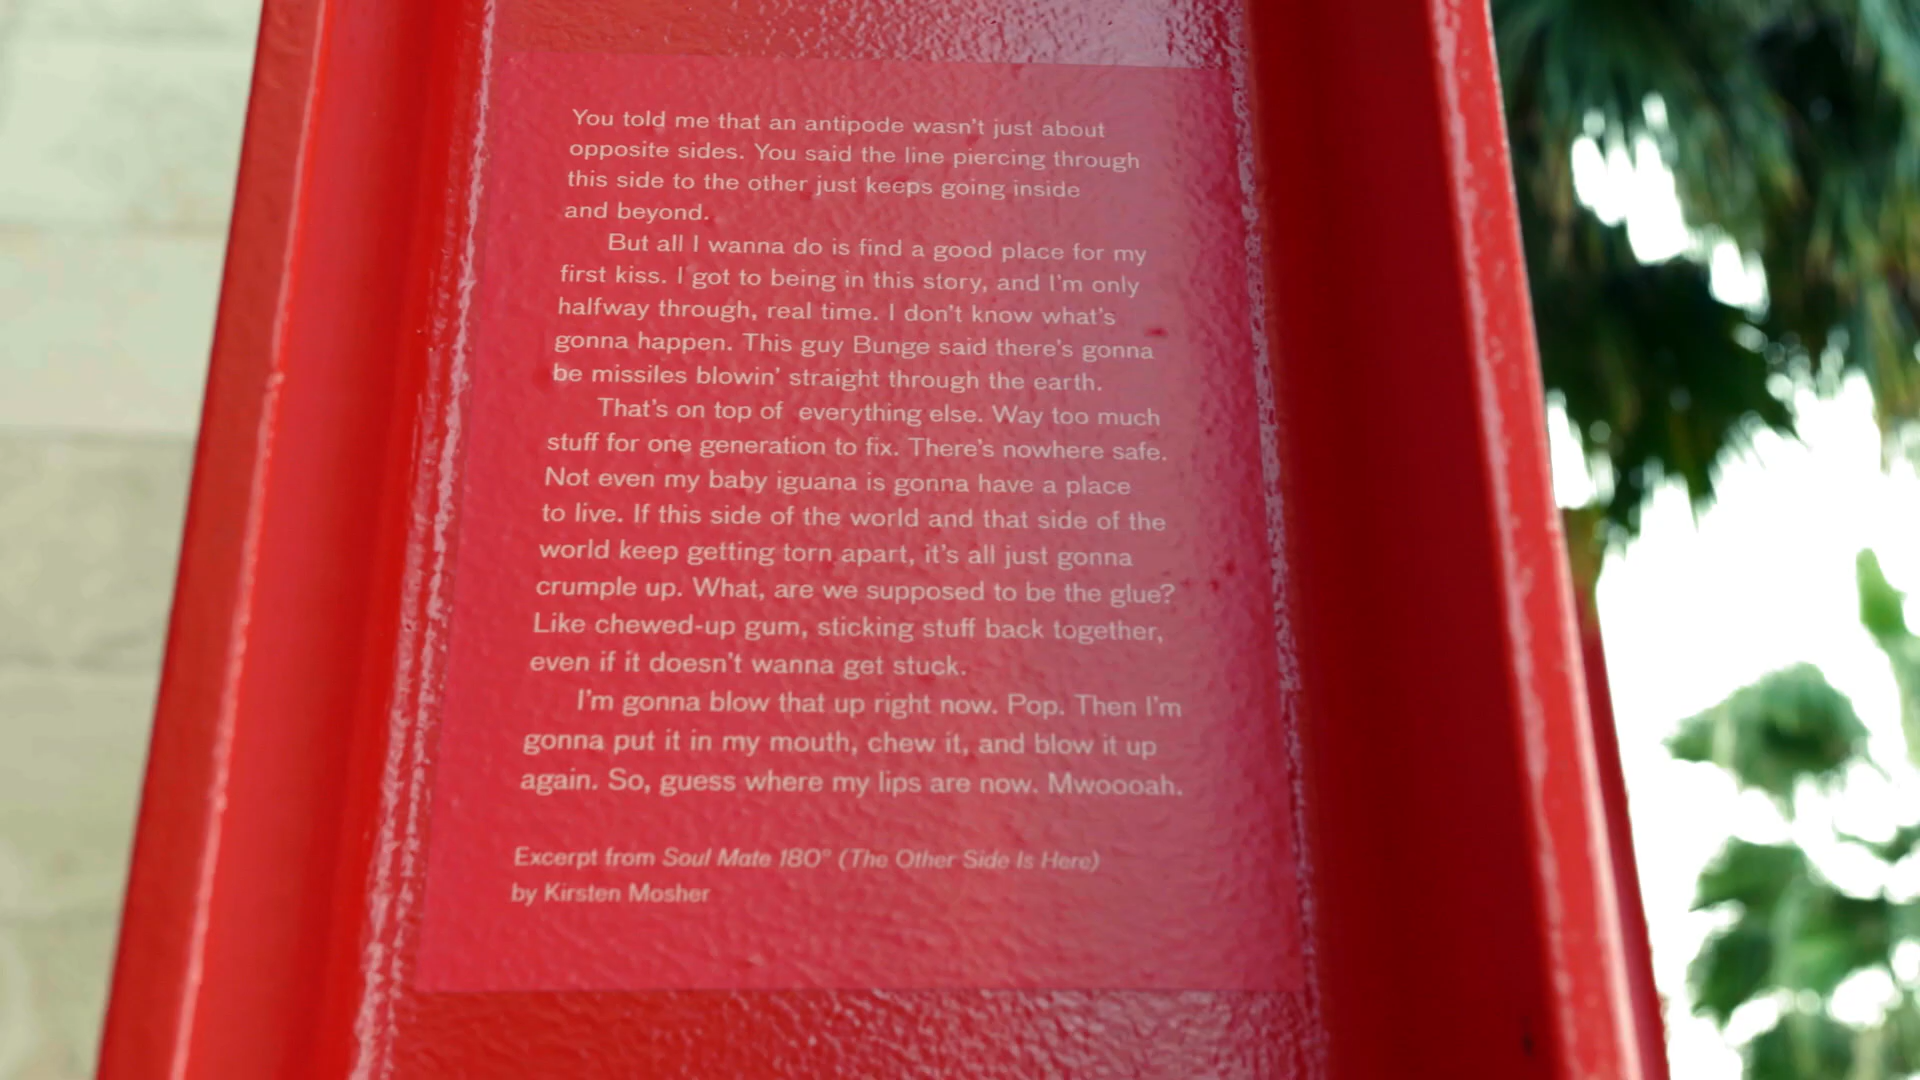 You told me that an antipode wasn't just about
opposite sides. You said the line piercing through
this side to the other just keeps going inside
and beyond.
But all I wanna do is find a good place for my
first kiss. I got to being in this story, and I'm only
halfway through, real time. I don't know what's
gonna happen. This guy Bunge said there's gonna
be missiles blowin' straight through the earth.
That's on top of everything else. Way too much
stuff for one generation to fix. There's nowhere safe.
Not even my baby iguana is gonna have a place
to live. If this side of the world and that side of the
world keep getting torn apart, it's all just gonna
crumple up. What, are we supposed to be the glue?
Like chewed-up gum, sticking stuff back together,
even if it doesn't wanna get stuck.
I'm gonna blow that up right now. Pop. Then I'm
gonna put it in my mouth, chew it, and blow it up
again. So, guess where my lips are now. Mwoooah.
Excerpt from Soul Mate 180° (The Other Side Is Here)
by Kirsten Mosher